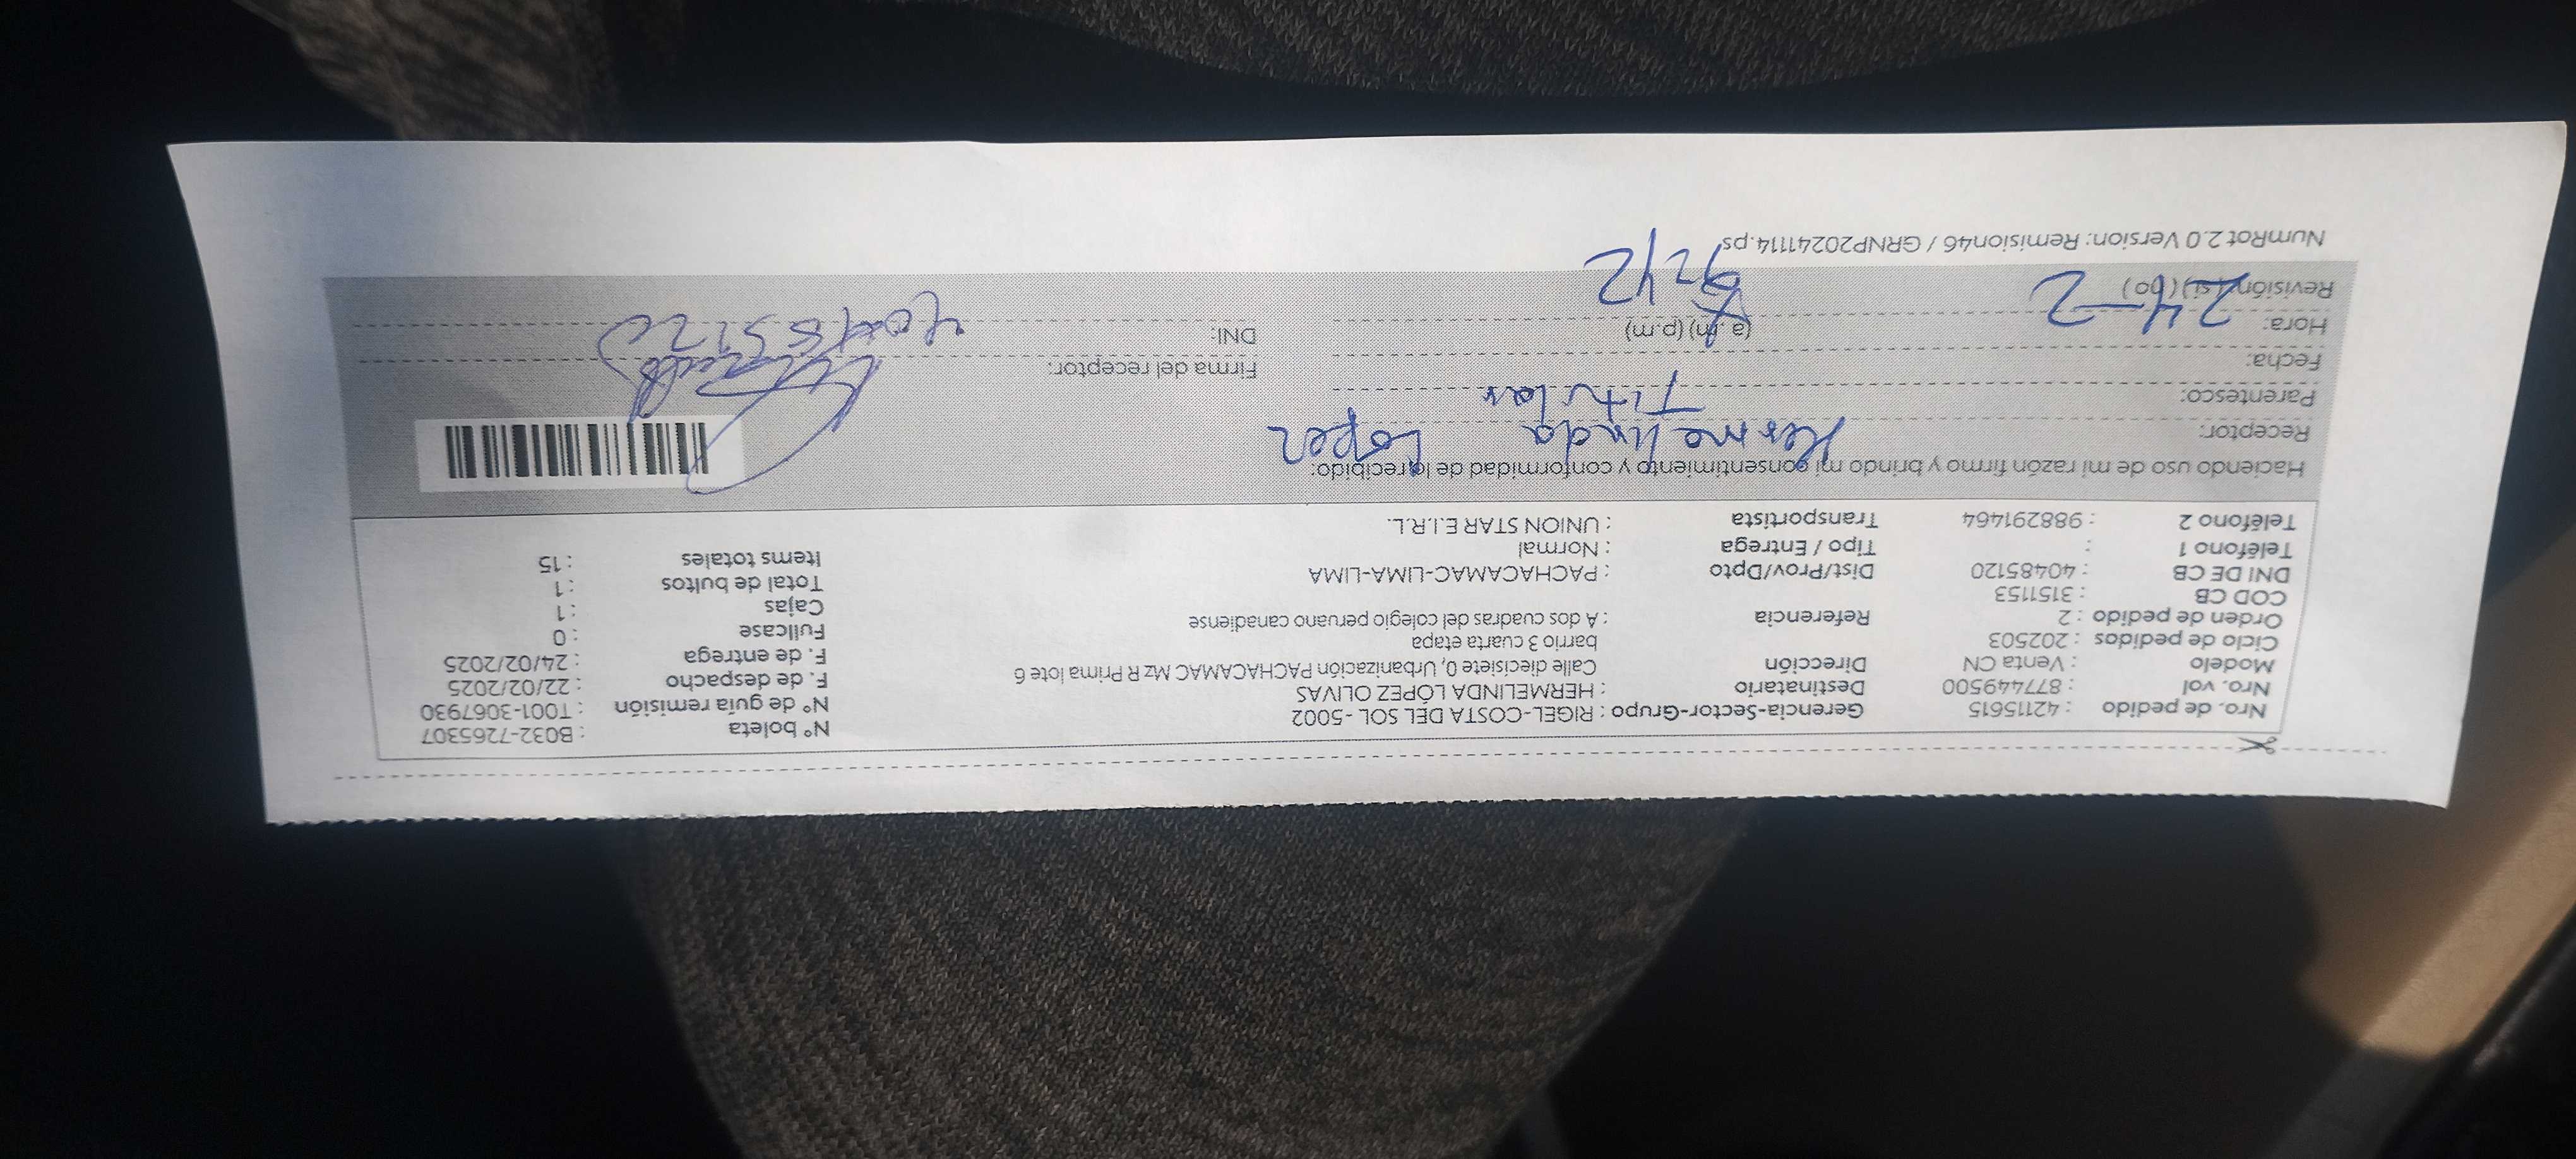 Nro. de pedido : 42115615
Nro. vol : 877449500
Modelo : Venta CN
Ciclo de pedidos : 202503
Orden de pedido : 2
COD CB : 3151153
DNI DE CB : 40485120
Teléfono 1 :
Teléfono 2 : 988291464
Gerencia-Sector-Grupo : RIGEL-COSTA DEL SOL -5002
Destinatario : HERMELINDA LÓPEZ OLIVAS
Dirección Calle diecisiete 0, Urbanización PACHACAMAC Mz R Prima lote 6
barrio 3 cuarta etapa
Referencia : A dos cuadras del colegio peruano canadiense
Dist/Prov/Dpto : PACHACAMAC-LIMA-LIMA
Tipo / Entrega : Normal
Transportista : UNION STAR E.I.R.L.
N° boleta : B032-7265307
N° de guía remisión : T001-3067930
F. de despacho : 22/02/2025
F. de entrega : 24/02/2025
Fullcase : 0
Cajas : 1
Total de bultos : 1
Items totales : 15
Haciendo uso de mi razón firmo y brindo mi consentimiento y conformidad de lo recibido:
Receptor: Hermelinda Lopez
Parentesco: Titular
Fecha: 24-2
Hora: (a.m) (p.m) 9:42
Revisión (si) (no)
Firma del receptor:
DNI: 40485120
NumRot 2.0 Version: Remision46 / GRNP20241114.ps